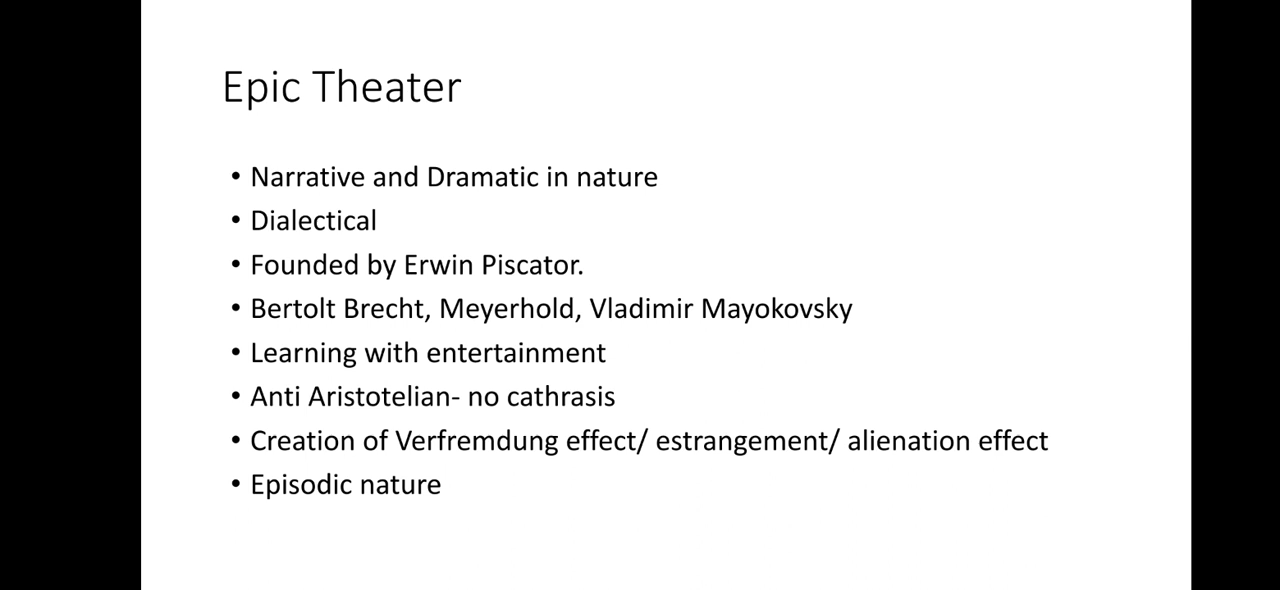 Epic Theater
• Narrative and Dramatic in nature
• Dialectical
• Founded by Erwin Piscator.
• Bertolt Brecht, Meyerhold, Vladimir Mayokovsky
• Learning with entertainment
• Anti Aristotelian- no cathrasis
• Creation of Verfremdung effect/ estrangement/ alienation effect
• Episodic nature